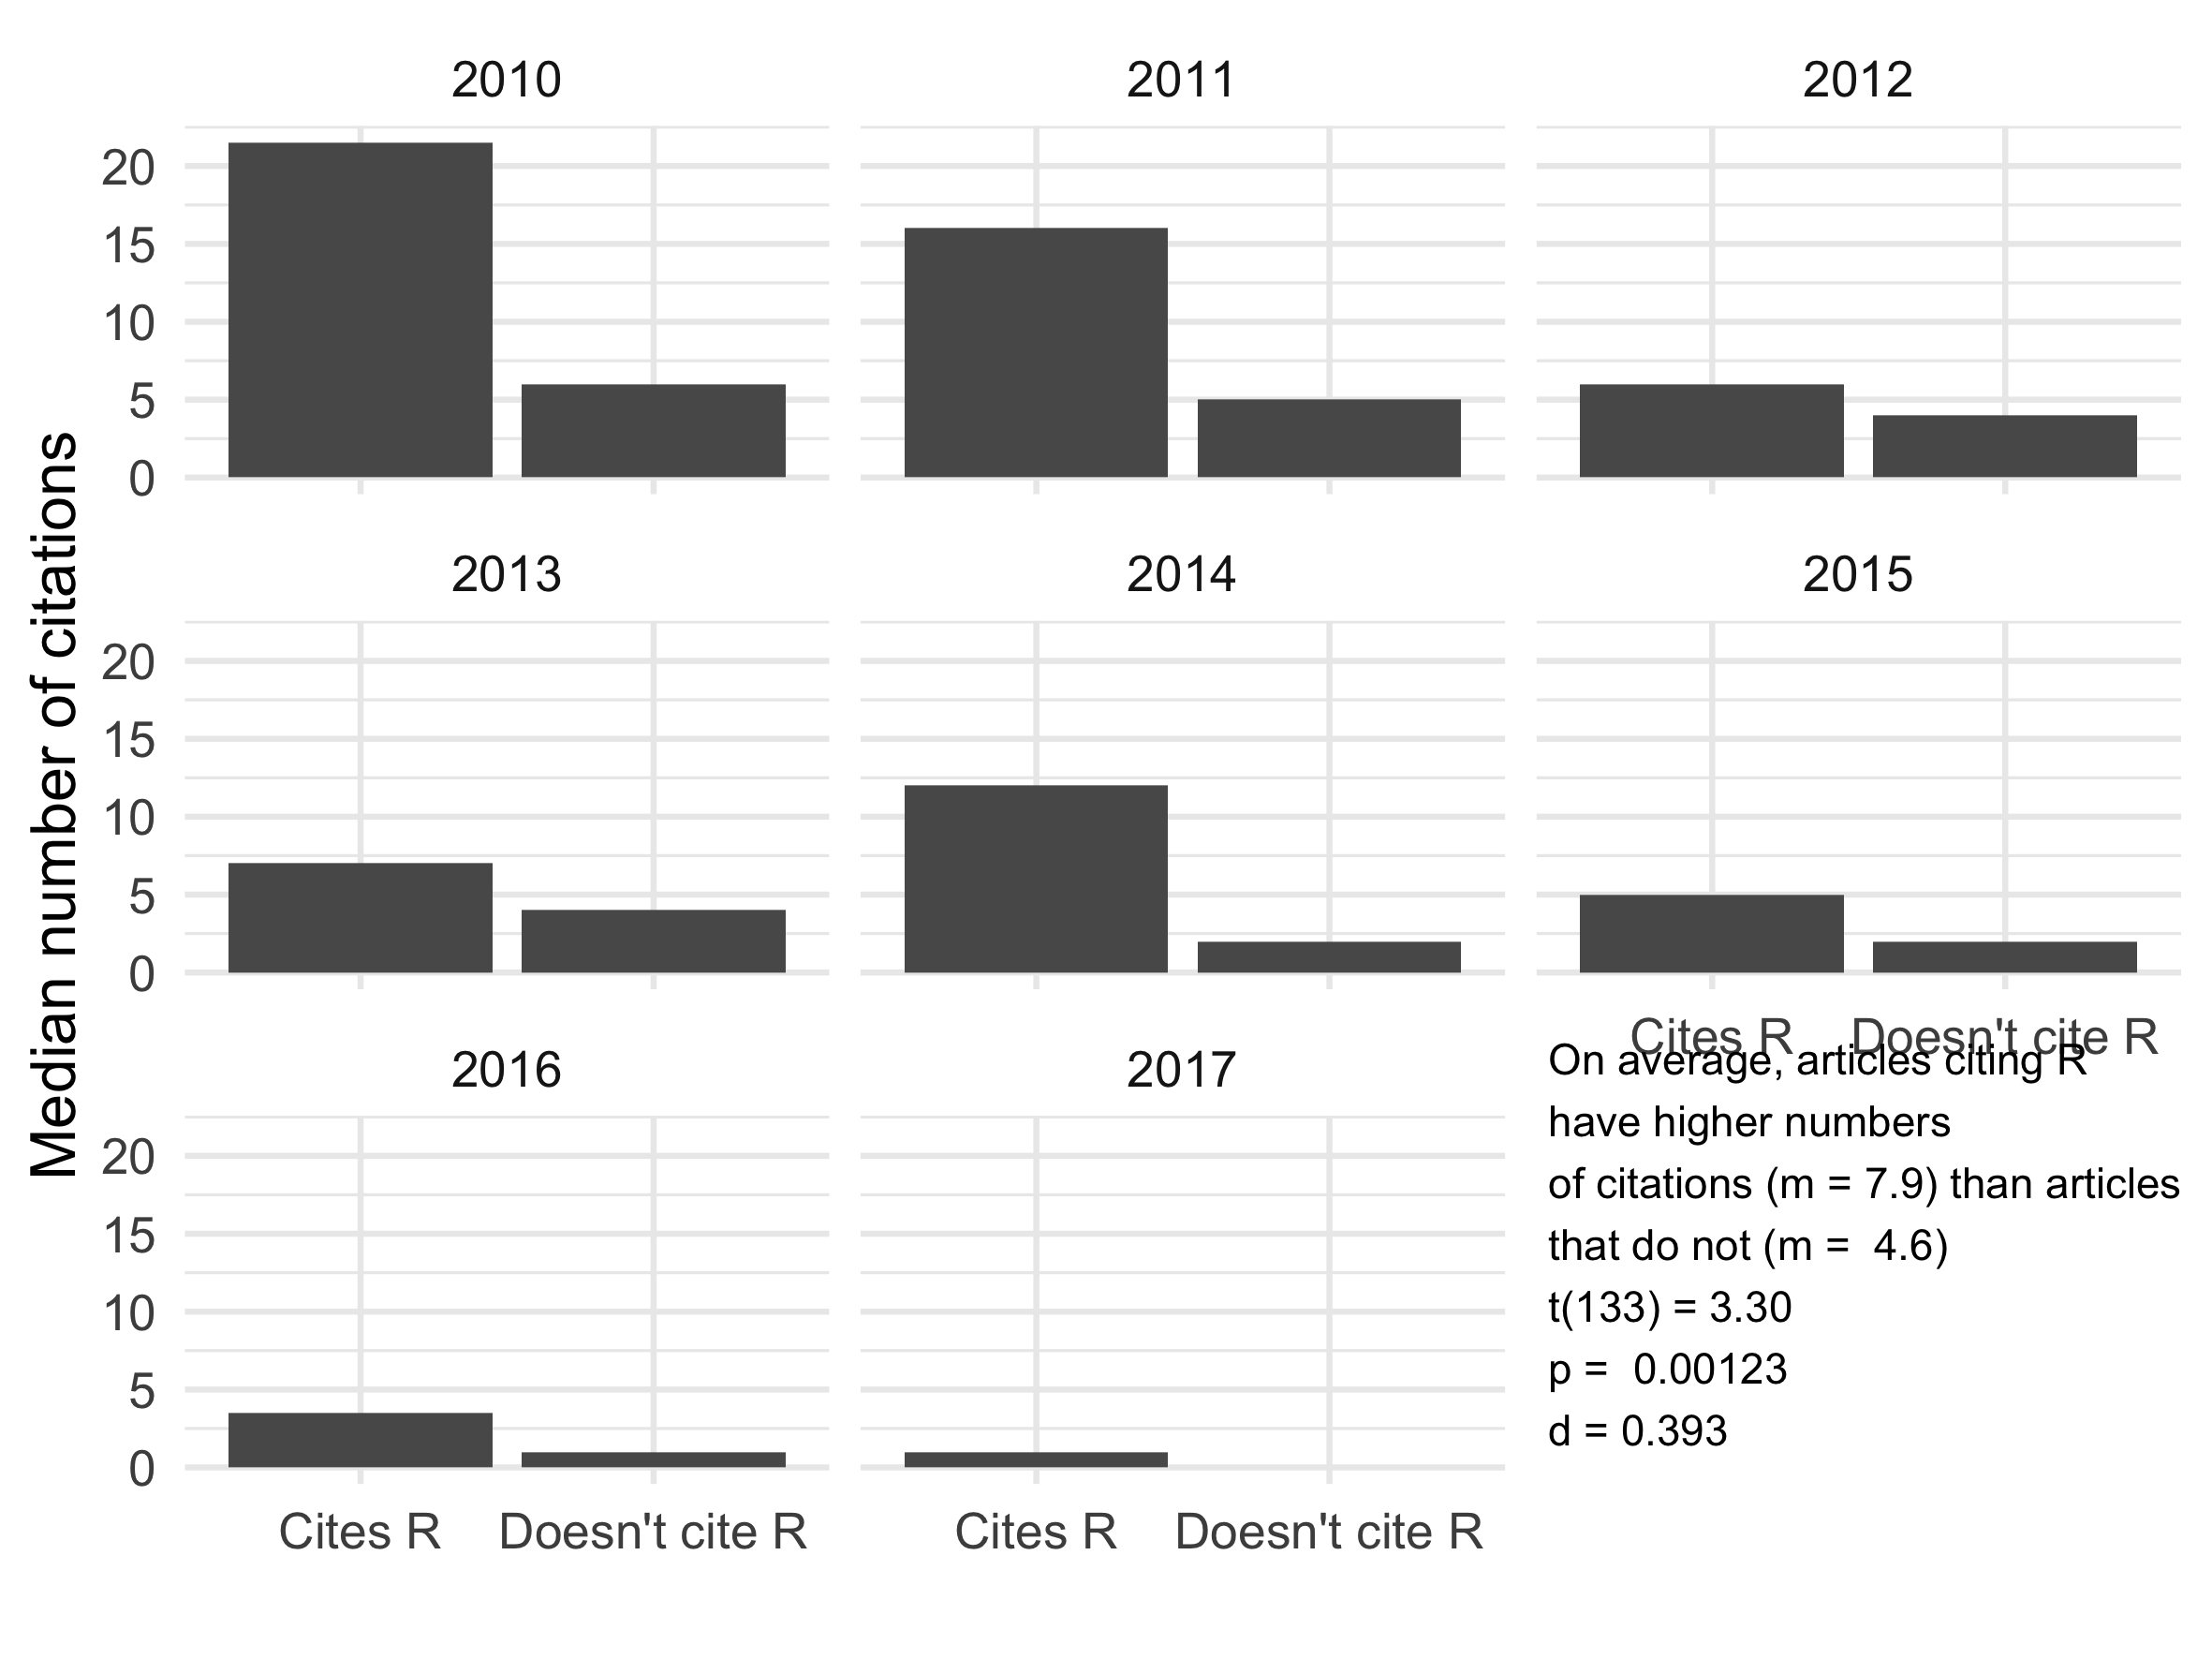 2010
2011
2012
20
15
10
5
0
2013
2014
2015
20
15
10
5
0
Median number of citations
Cites R
Doesn't cite R
2016
2017
20
15
10
5
0
Cites R
Doesn't cite R
Cites R
Doesn't cite R
On average, articles citing R
have higher numbers
of citations (m = 7.9) than articles
that do not (m =  4.6)
t(133) = 3.30
p =  0.00123
d = 0.393